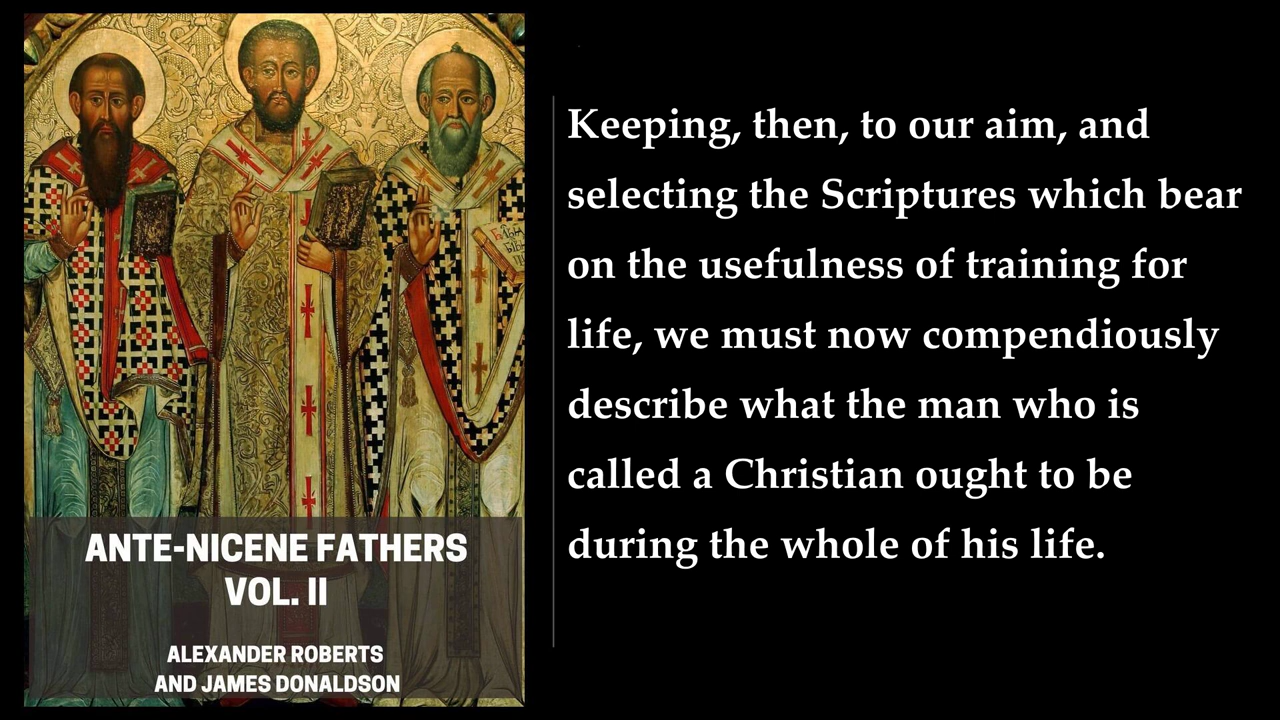 ANTE-NICENE FATHERS
VOL. II
ALEXANDER ROBERTS
AND JAMES DONALDSON
Keeping, then, to our aim, and
selecting the Scriptures which bear
on the usefulness of training for
life, we must now compendiously
describe what the man who is
called a Christian ought to be
during the whole of his life.